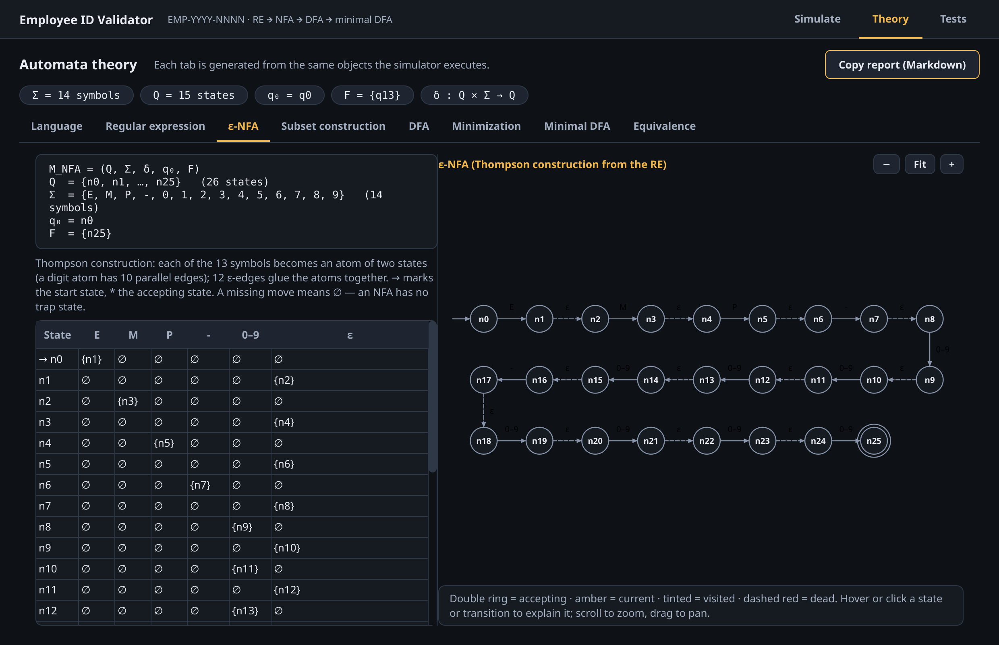 Employee ID Validator EMP-YYYY-NNNN · RE → NFA → DFA → minimal DFA Simulate Theory Tests
Automata theory Each tab is generated from the same objects the simulator executes. Copy report (Markdown)
Σ = 14 symbols Q = 15 states q₀ = q0 F = {q13} δ : Q × Σ → Q
Language Regular expression ε-NFA Subset construction DFA Minimization Minimal DFA Equivalence
M_NFA = (Q, Σ, δ, q₀, F)
Q = {n0, n1, …, n25} (26 states)
Σ = {E, M, P, -, 0, 1, 2, 3, 4, 5, 6, 7, 8, 9} (14
symbols)
q₀ = n0
F = {n25}
Thompson construction: each of the 13 symbols becomes an atom of two states
(a digit atom has 10 parallel edges); 12 ε-edges glue the atoms together. → marks
the start state, * the accepting state. A missing move means ∅ — an NFA has no
trap state.
State E M P - 0–9 ε
→ n0 {n1} ∅ ∅ ∅ ∅ ∅
n1 ∅ ∅ ∅ ∅ ∅ {n2}
n2 ∅ {n3} ∅ ∅ ∅ ∅
n3 ∅ ∅ ∅ ∅ ∅ {n4}
n4 ∅ ∅ {n5} ∅ ∅ ∅
n5 ∅ ∅ ∅ ∅ ∅ {n6}
n6 ∅ ∅ ∅ {n7} ∅ ∅
n7 ∅ ∅ ∅ ∅ ∅ {n8}
n8 ∅ ∅ ∅ ∅ {n9} ∅
n9 ∅ ∅ ∅ ∅ ∅ {n10}
n10 ∅ ∅ ∅ ∅ {n11} ∅
n11 ∅ ∅ ∅ ∅ ∅ {n12}
n12 ∅ ∅ ∅ ∅ {n13} ∅
ε-NFA (Thompson construction from the RE) − Fit +
E ε M ε P ε - ε
n0 n1 n2 n3 n4 n5 n6 n7 n8
0–9
- ε 0–9 ε 0–9 ε 0–9 ε
n17 n16 n15 n14 n13 n12 n11 n10 n9
ε
0–9 ε 0–9 ε 0–9 ε 0–9
n18 n19 n20 n21 n22 n23 n24 n25
Double ring = accepting · amber = current · tinted = visited · dashed red = dead. Hover or click a state
or transition to explain it; scroll to zoom, drag to pan.